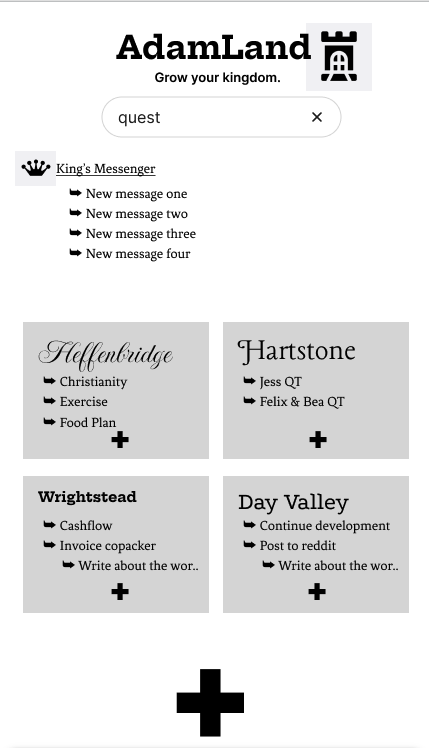 AdamLand
Grow your kingdom.
quest
King's Messenger
New message one
New message two
New message three
New message four
Heffenbridge
Christianity
Exercise
Food Plan
Hartstone
Jess QT
Felix & Bea QT
Wrightstead
Cashflow
Invoice copacker
Write about the wor..
Day Valley
Continue development
Post to reddit
Write about the wor..